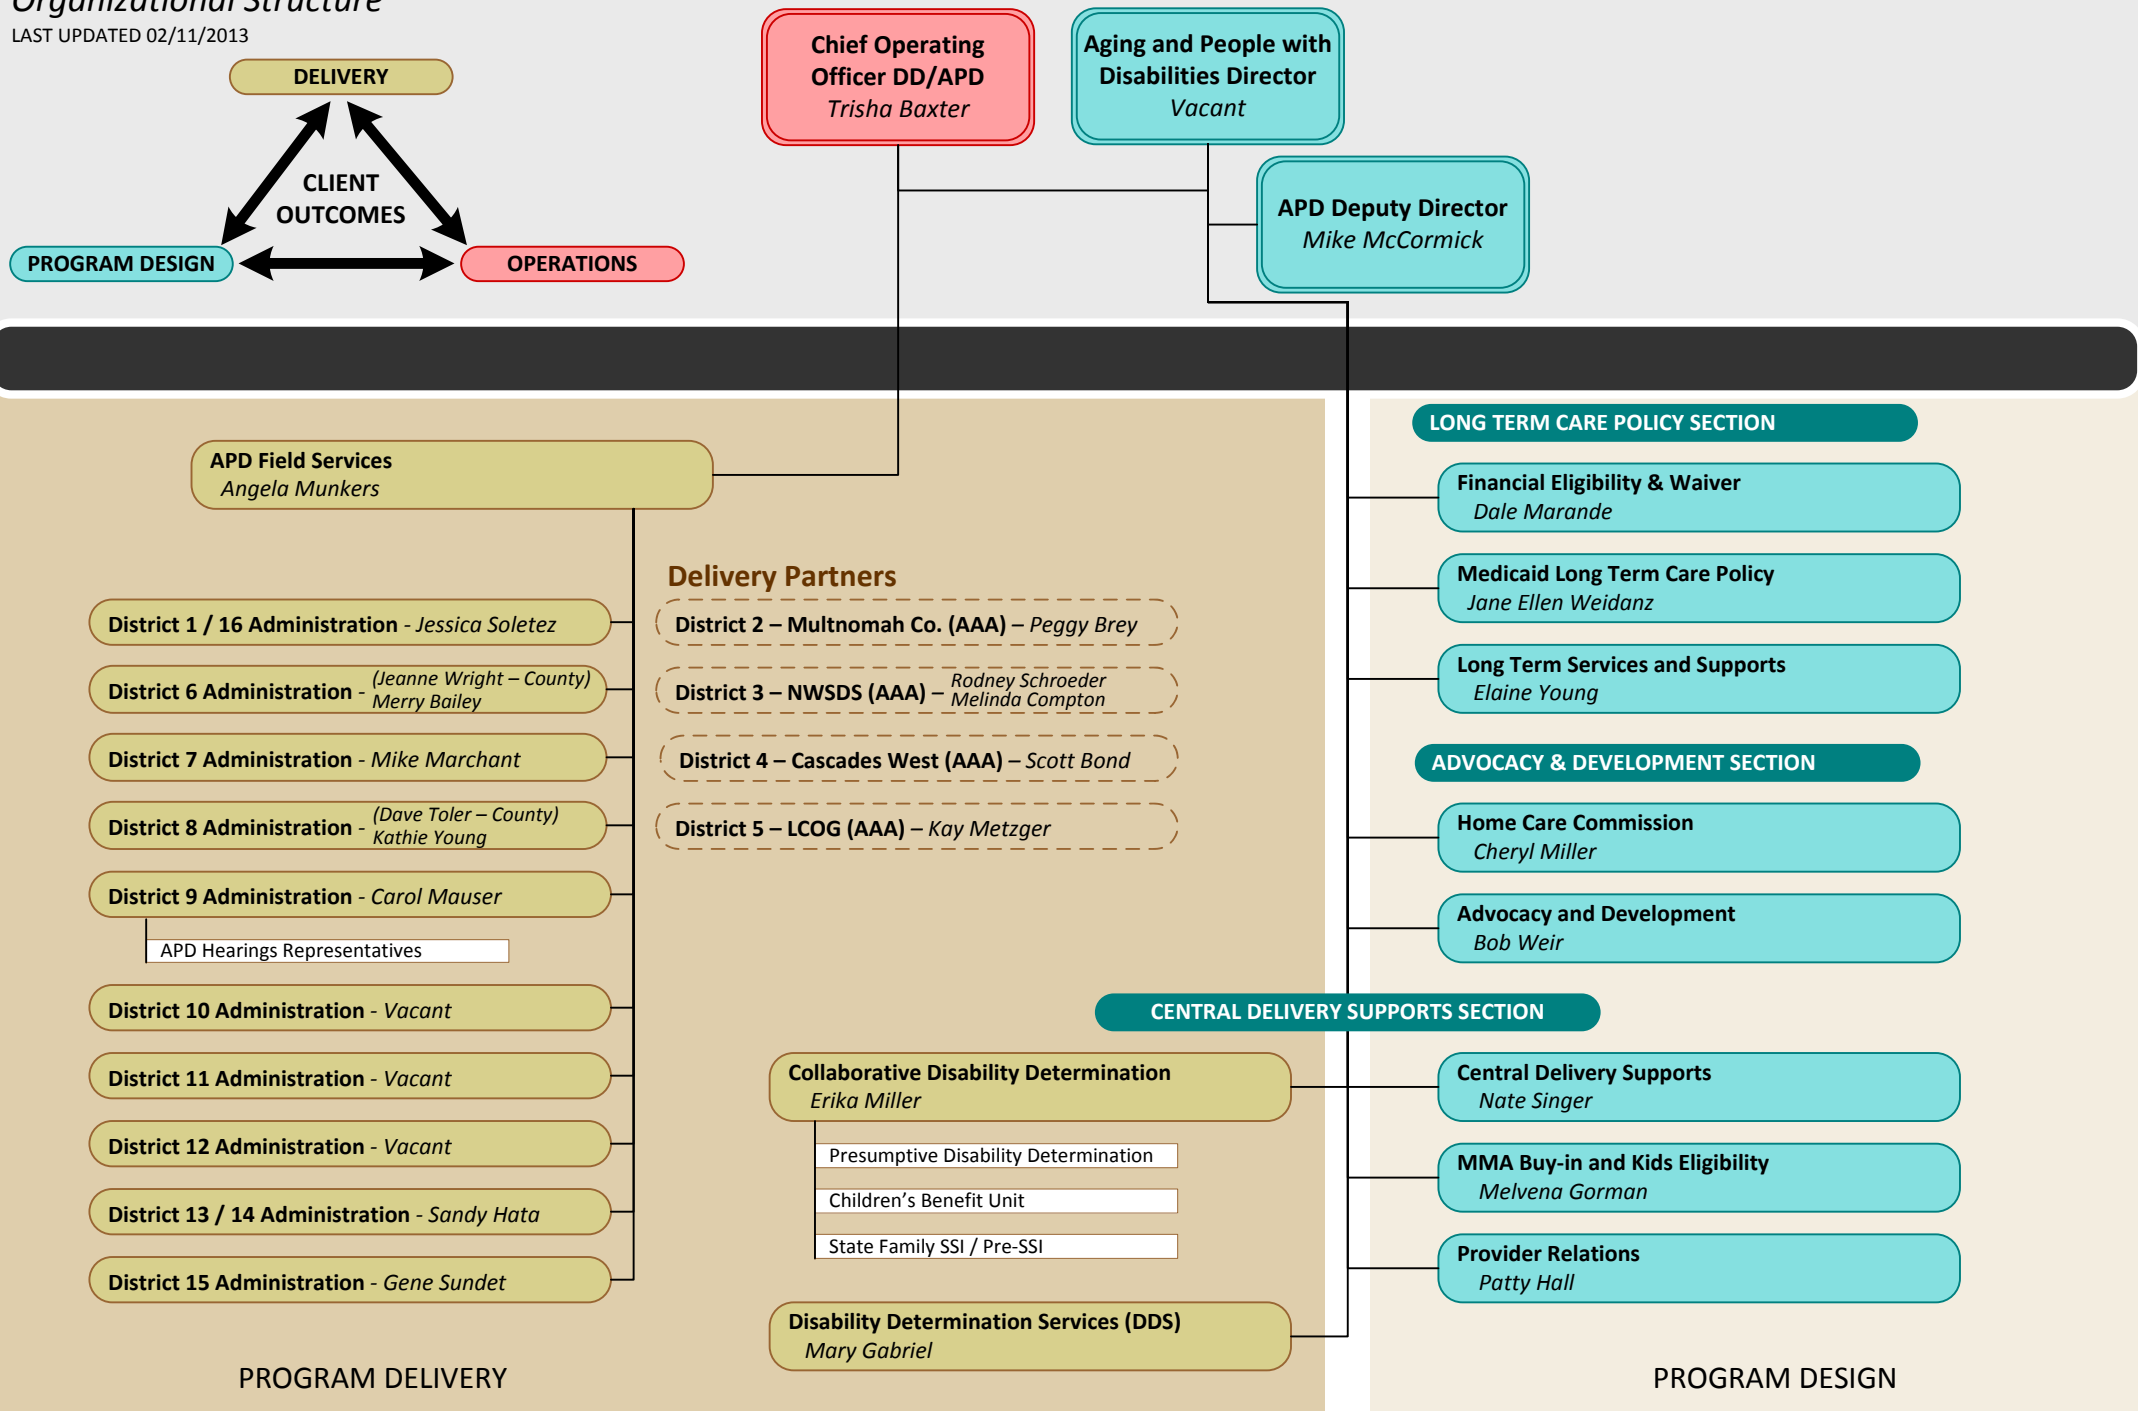 Organizational Structure
LAST UPDATED 02/11/2013
DELIVERY
CLIENT
OUTCOMES
PROGRAM DESIGN
OPERATIONS
Chief Operating
Officer DD/APD
Trisha Baxter
Aging and People with
Disabilities Director
Vacant
APD Deputy Director
Mike McCormick
APD Field Services
Angela Munkers
District 1 / 16 Administration - Jessica Soletez
District 6 Administration - (Jeanne Wright – County)
Merry Bailey
District 7 Administration - Mike Marchant
District 8 Administration - (Dave Toler – County)
Kathie Young
District 9 Administration - Carol Mauser
APD Hearings Representatives
District 10 Administration - Vacant
District 11 Administration - Vacant
District 12 Administration - Vacant
District 13 / 14 Administration - Sandy Hata
District 15 Administration - Gene Sundet
Delivery Partners
District 2 – Multnomah Co. (AAA) – Peggy Brey
District 3 – NWSDS (AAA) – Rodney Schroeder
Melinda Compton
District 4 – Cascades West (AAA) – Scott Bond
District 5 – LCOG (AAA) – Kay Metzger
LONG TERM CARE POLICY SECTION
Financial Eligibility & Waiver
Dale Marande
Medicaid Long Term Care Policy
Jane Ellen Weidanz
Long Term Services and Supports
Elaine Young
ADVOCACY & DEVELOPMENT SECTION
Home Care Commission
Cheryl Miller
Advocacy and Development
Bob Weir
CENTRAL DELIVERY SUPPORTS SECTION
Collaborative Disability Determination
Erika Miller
Presumptive Disability Determination
Children’s Benefit Unit
State Family SSI / Pre-SSI
Disability Determination Services (DDS)
Mary Gabriel
Central Delivery Supports
Nate Singer
MMA Buy-in and Kids Eligibility
Melvena Gorman
Provider Relations
Patty Hall
PROGRAM DELIVERY
PROGRAM DESIGN